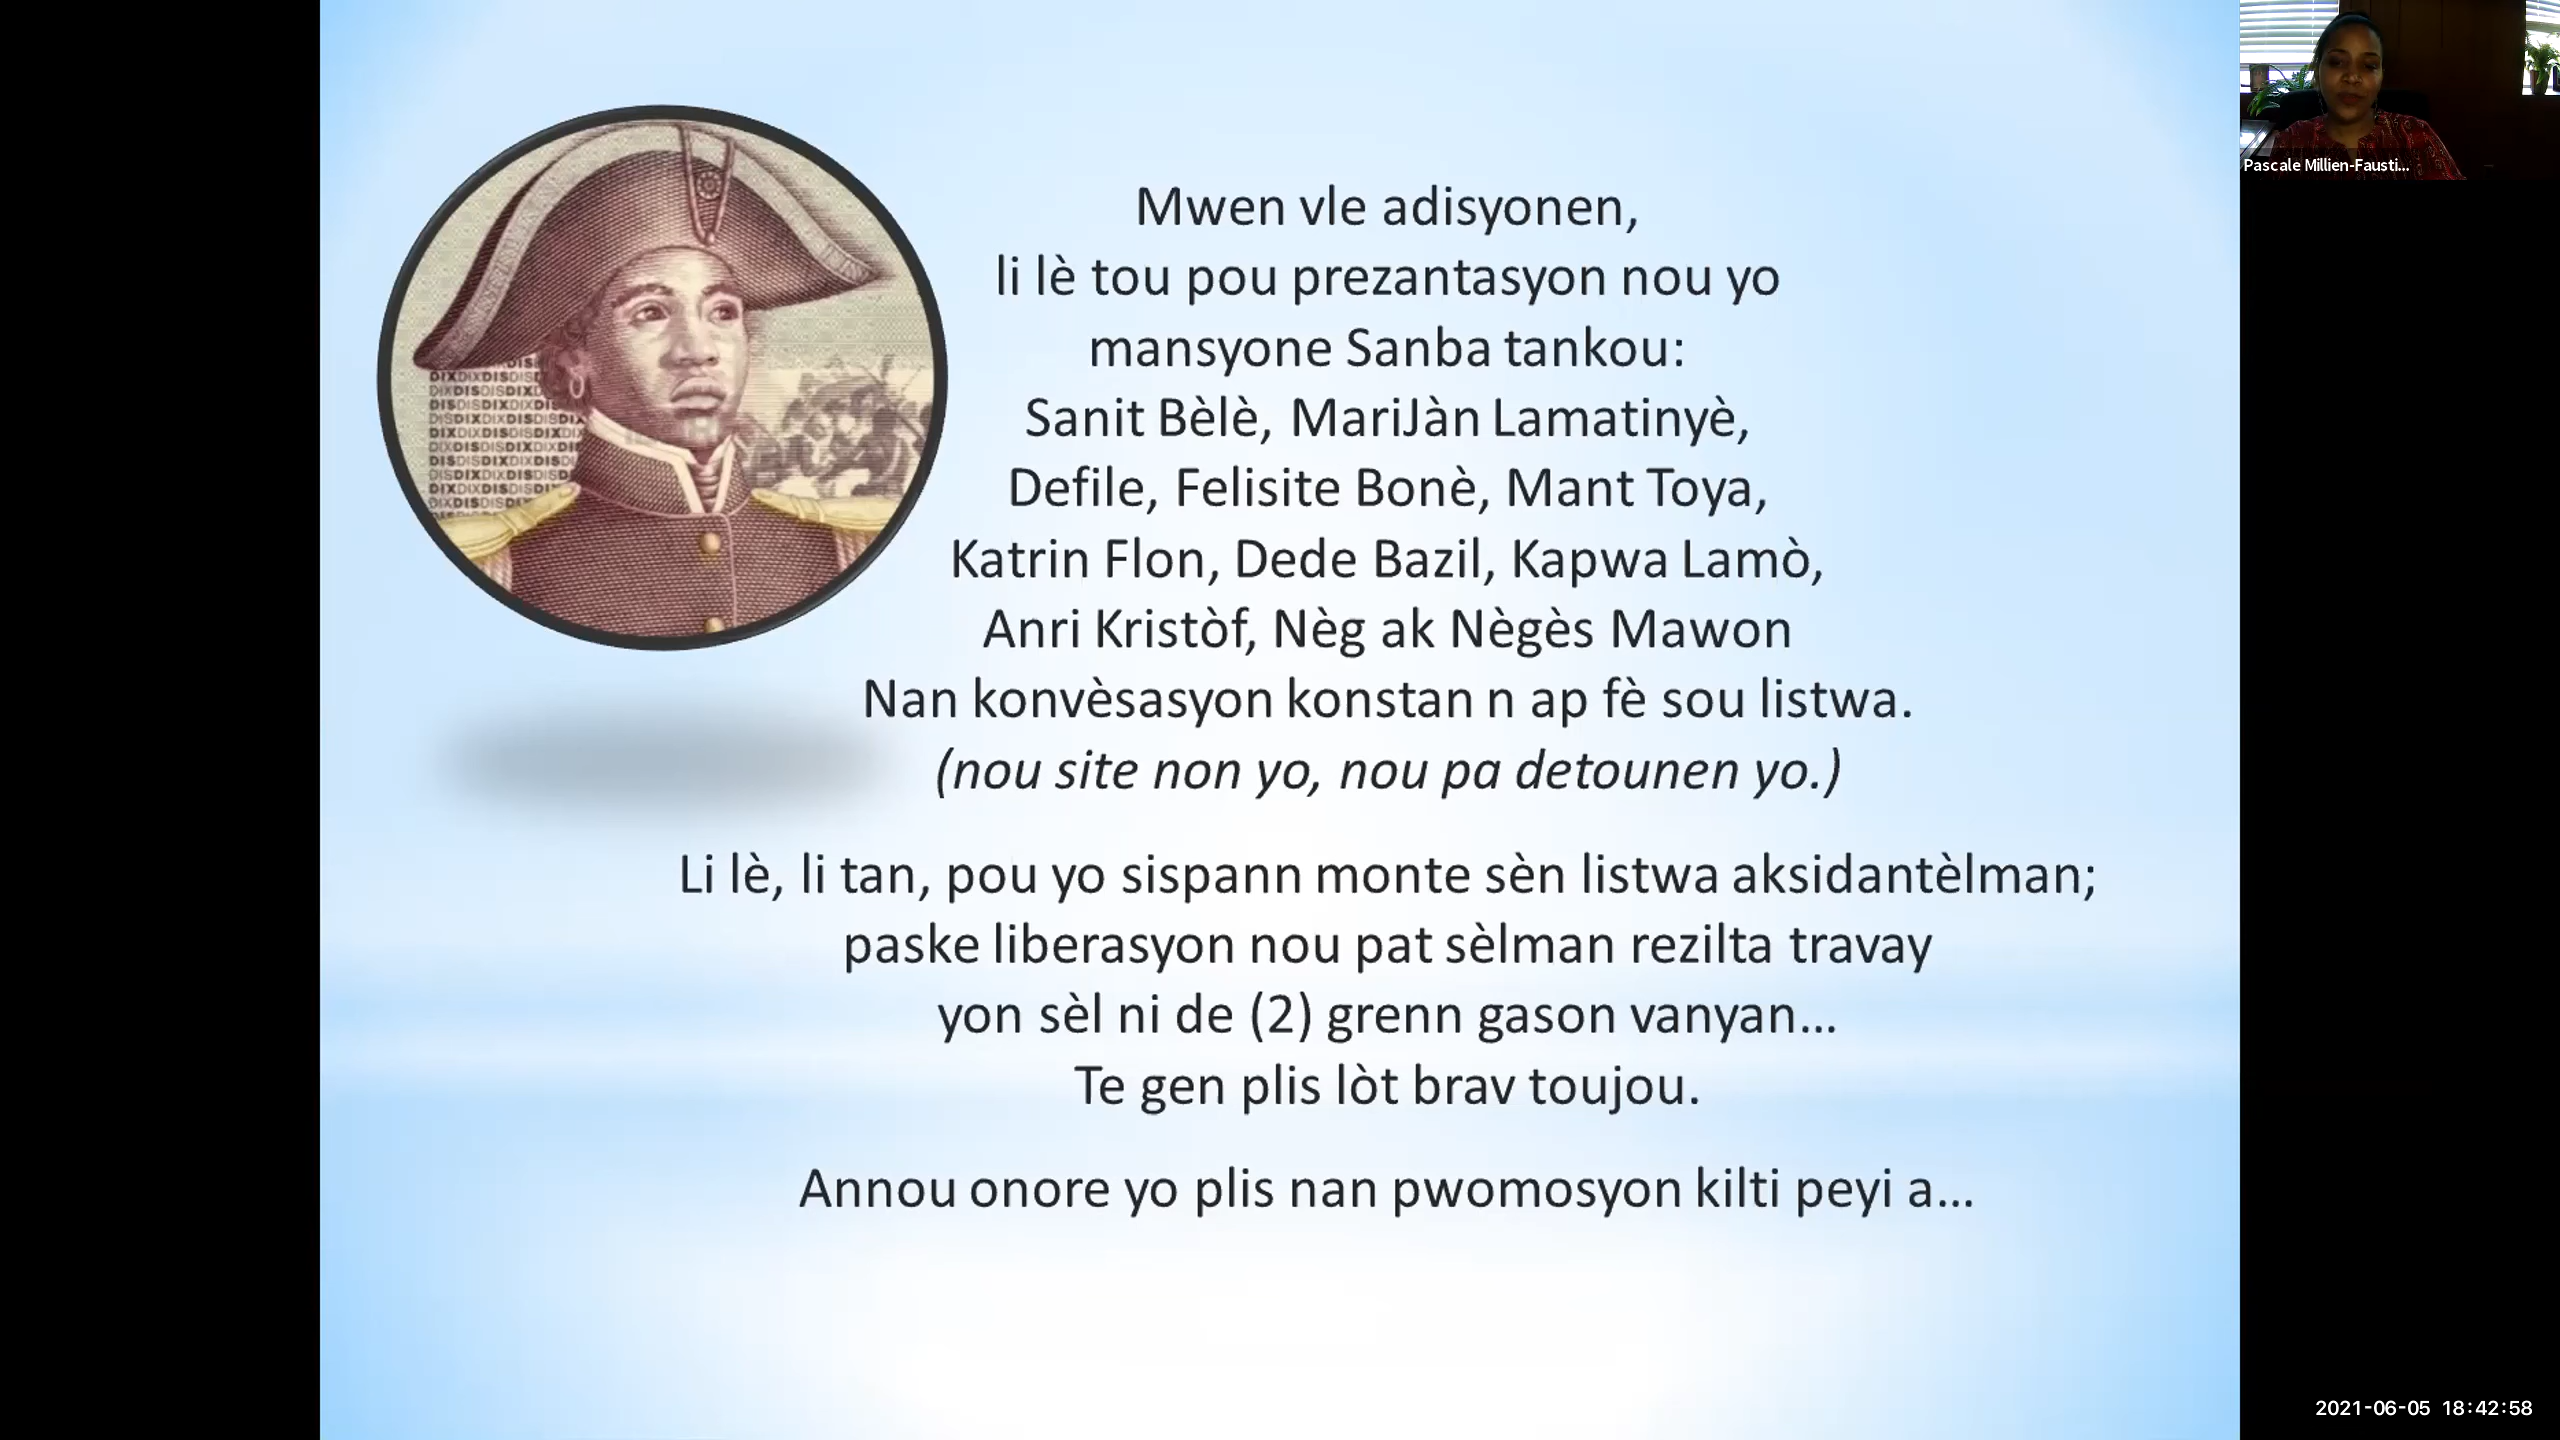 Mwen vle adisyonen,
li lè tou pou prezantasyon nou yo
mansyone Sanba tankou:
Sanit Bèlè, MariJàn Lamatinyè,
Defile, Felisite Bonè, Mant Toya,
Katrin Flon, Dede Bazil, Kapwa Lamò,
Anri Kristòf, Nèg ak Nègès Mawon
Nan konvèsasyon konstan n ap fè sou listwa.
(nou site non yo, nou pa detounen yo.)
Li lè, li tan, pou yo sispann monte sèn listwa aksidantèlman;
paske liberasyon nou pat sèlman rezilta travay
yon sèl ni de (2) grenn gason vanyan...
Te gen plis lòt brav toujou.
Annou onore yo plis nan pwomosyon kilti peyi a...
Pascale Millien-Fausti...
2021-06-05 18:42:58